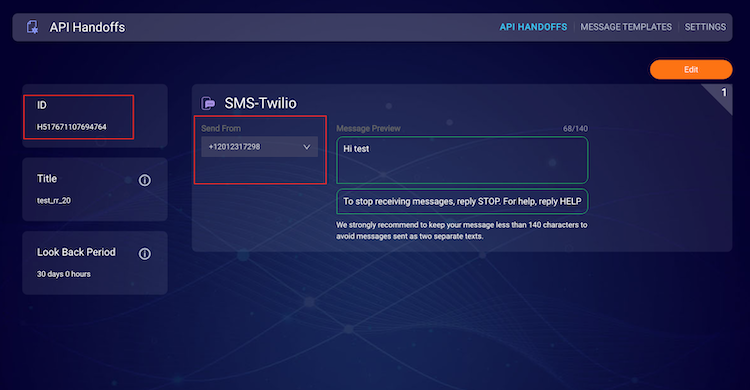 API Handoffs
API HANDOFFS
MESSAGE TEMPLATES
SETTINGS
Edit
ID
H517671107694764
Title
test_rr_20
Look Back Period
30 days 0 hours
1
SMS-Twilio
Send From
+12012317298
Message Preview
68/140
Hi test
To stop receiving messages, reply STOP. For help, reply HELP
We strongly recommend to keep your message less than 140 characters to
avoid messages sent as two separate texts.